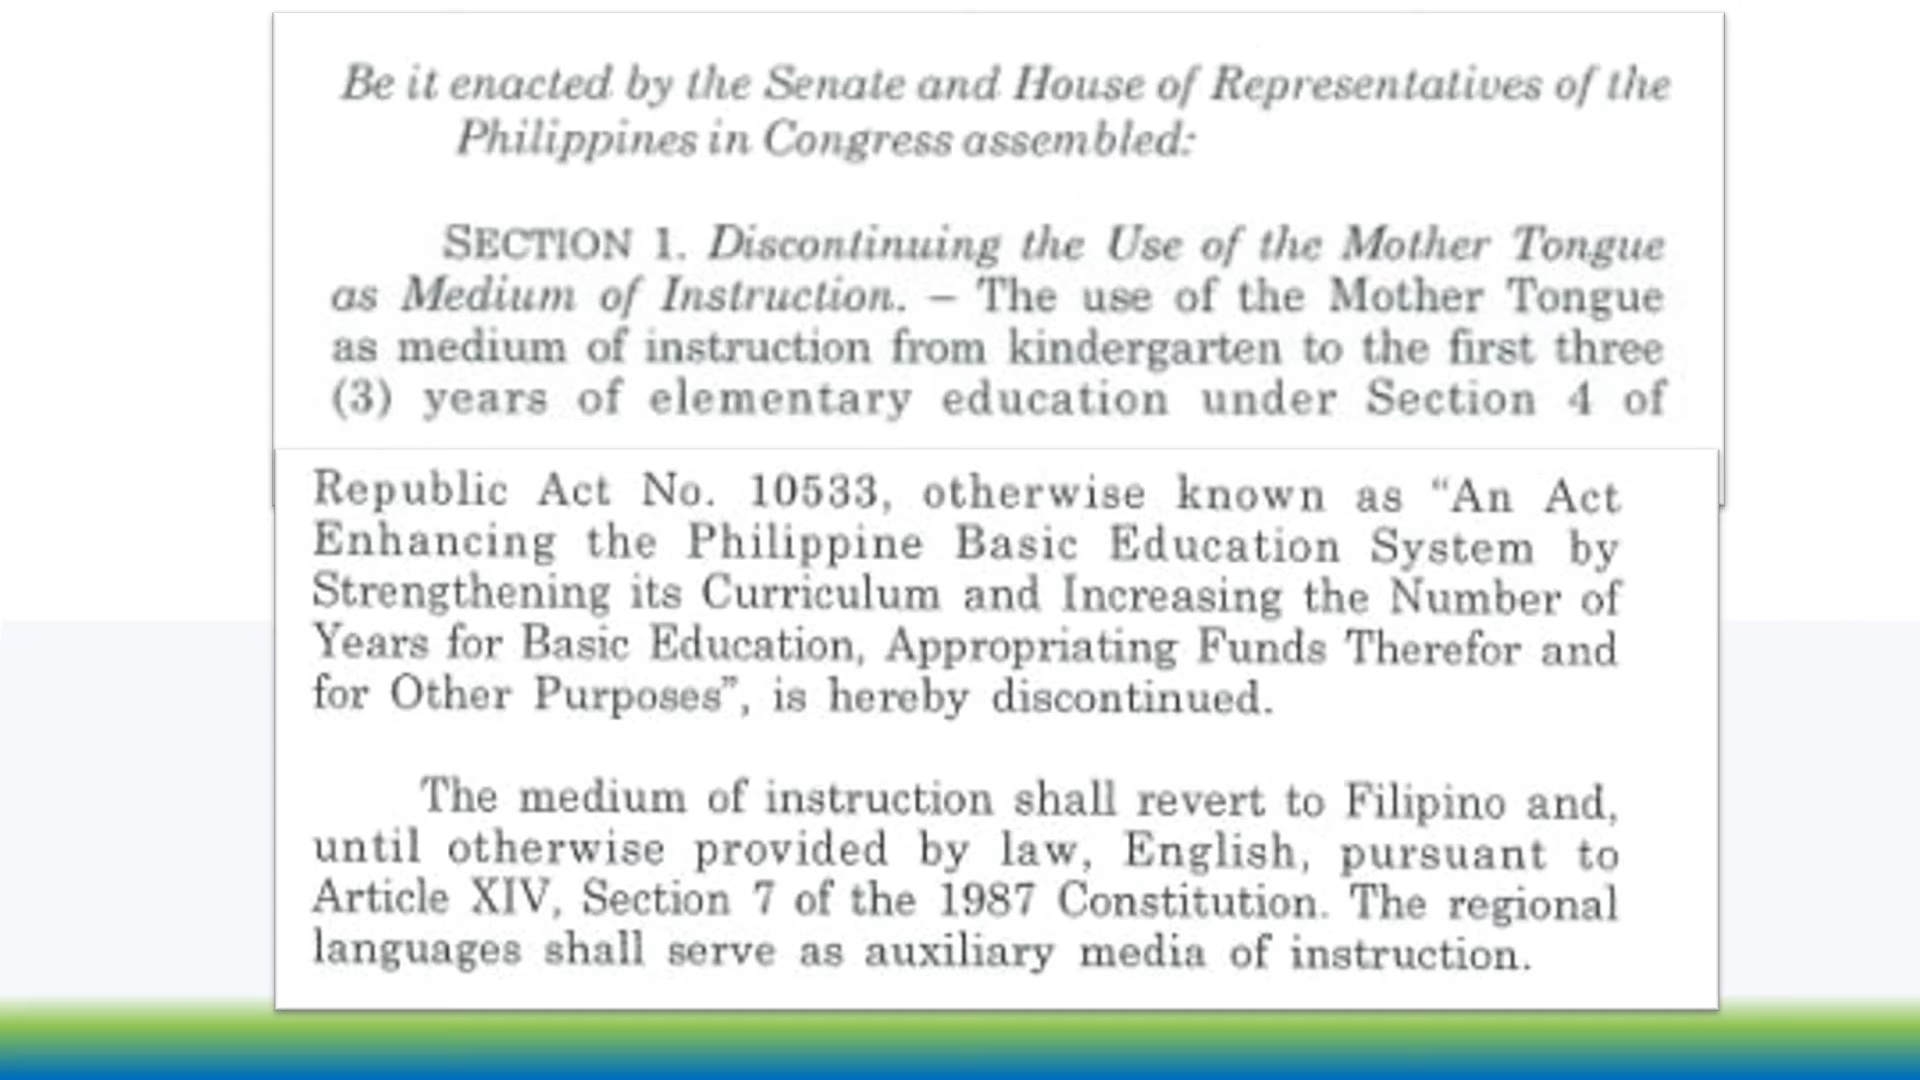 Be it enacted by the Senate and House of Representatives of the
Philippines in Congress assembled:
SECTION 1. Discontinuing the Use of the Mother Tongue
as Medium of Instruction. – The use of the Mother Tongue
as medium of instruction from kindergarten to the first three
(3) years of elementary education under Section 4 of
Republic Act No. 10533, otherwise known as “An Act
Enhancing the Philippine Basic Education System by
Strengthening its Curriculum and Increasing the Number of
Years for Basic Education, Appropriating Funds Therefor and
for Other Purposes”, is hereby discontinued.
The medium of instruction shall revert to Filipino and,
until otherwise provided by law, English, pursuant to
Article XIV, Section 7 of the 1987 Constitution. The regional
languages shall serve as auxiliary media of instruction.